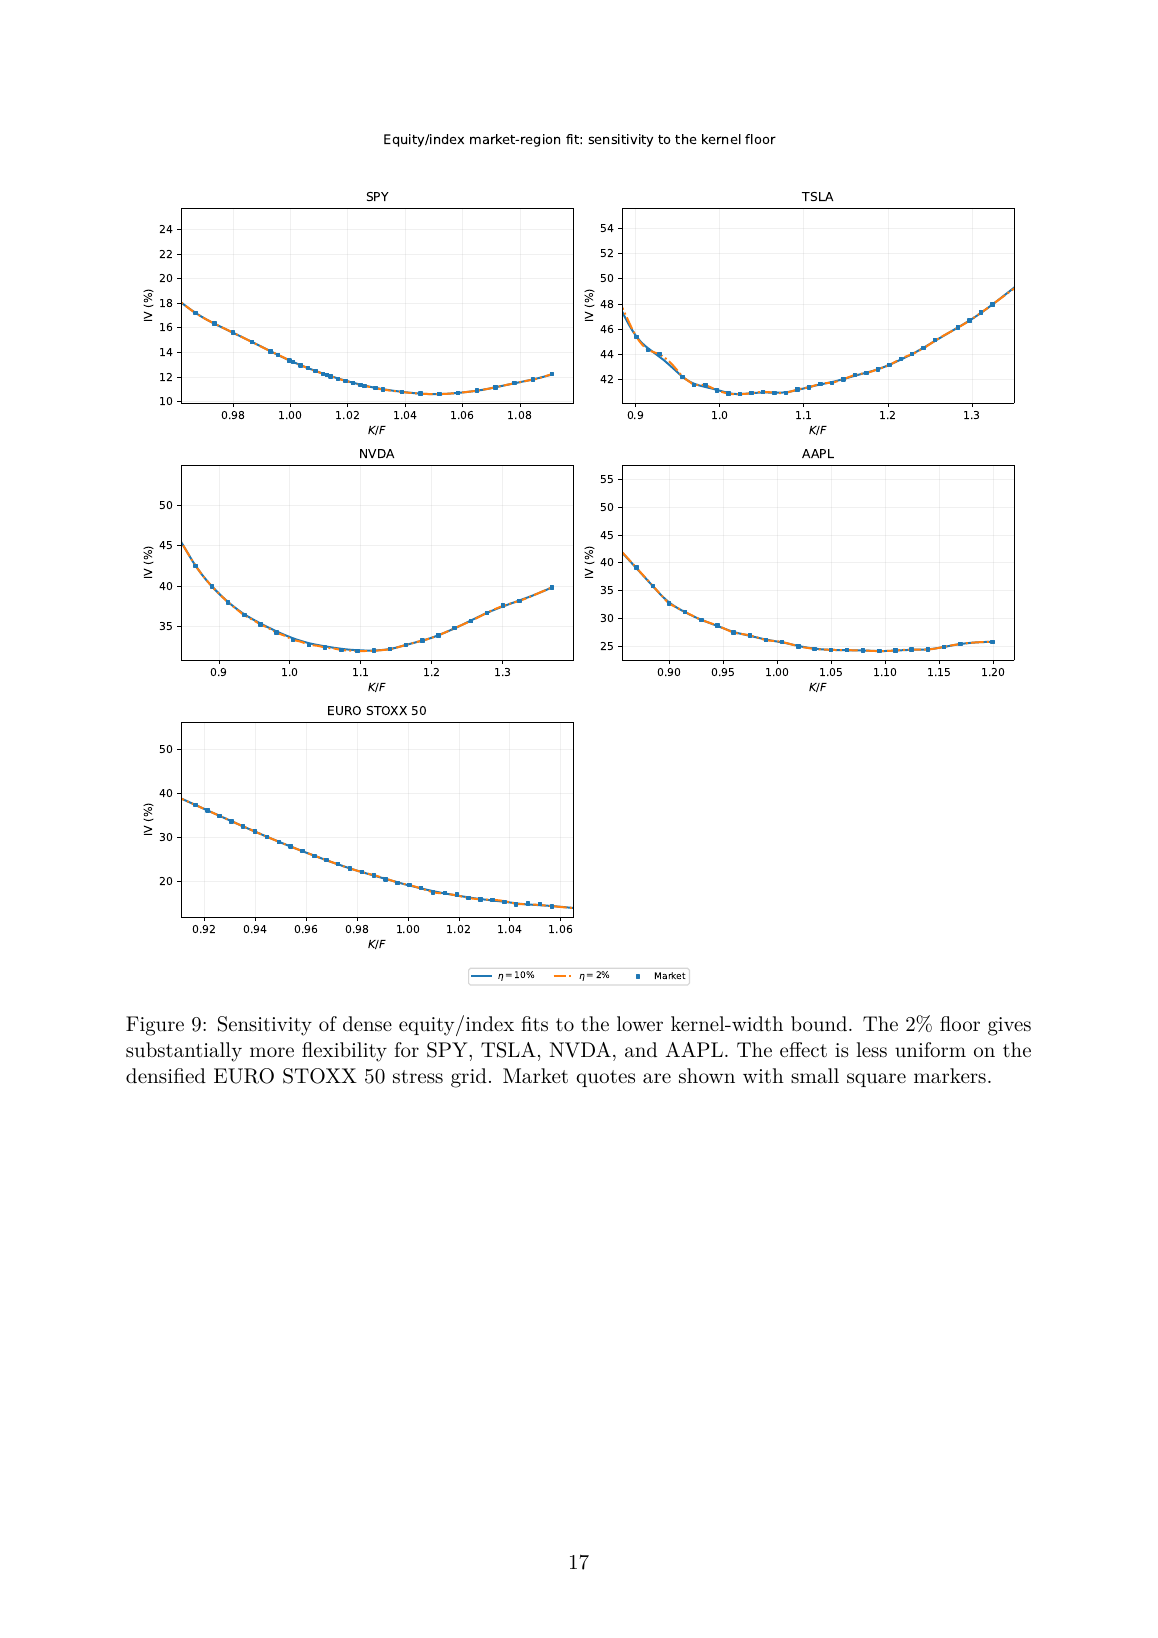 Equity/index market-region fit: sensitivity to the kernel floor
SPY
24
22
20
18
16
14
12
10
IV (%)
0.98 1.00 1.02 1.04 1.06 1.08
K/F
TSLA
54
52
50
48
46
44
42
IV (%)
0.9 1.0 1.1 1.2 1.3
K/F
NVDA
50
45
40
35
IV (%)
0.9 1.0 1.1 1.2 1.3
K/F
AAPL
55
50
45
40
35
30
25
IV (%)
0.90 0.95 1.00 1.05 1.10 1.15 1.20
K/F
EURO STOXX 50
50
40
30
20
IV (%)
0.92 0.94 0.96 0.98 1.00 1.02 1.04 1.06
K/F
η = 10% η = 2% Market
Figure 9: Sensitivity of dense equity/index fits to the lower kernel-width bound. The 2% floor gives
substantially more flexibility for SPY, TSLA, NVDA, and AAPL. The effect is less uniform on the
densified EURO STOXX 50 stress grid. Market quotes are shown with small square markers.
17